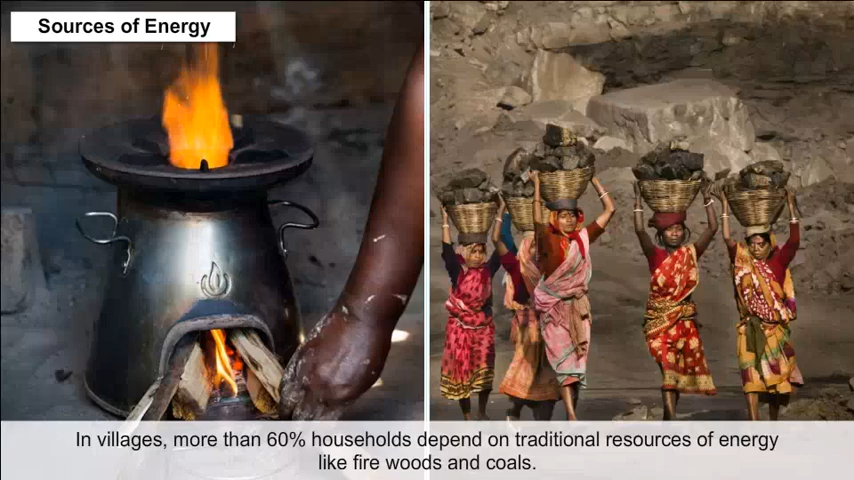 Sources of Energy
In villages, more than 60% households depend on traditional resources of energy
like fire woods and coals.